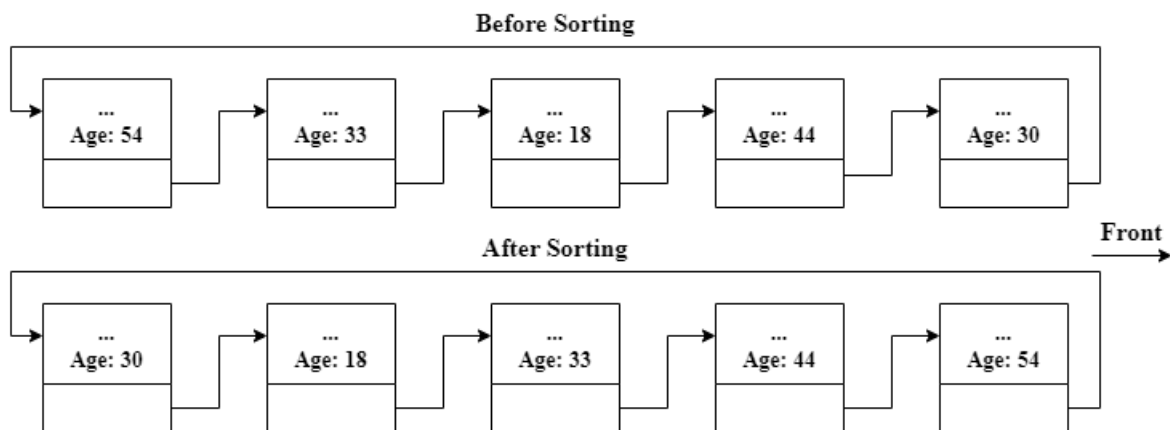 Before Sorting
... ... ... ... ...
Age: 54 Age: 33 Age: 18 Age: 44 Age: 30
After Sorting
Front
... ... ... ... ...
Age: 30 Age: 18 Age: 33 Age: 44 Age: 54